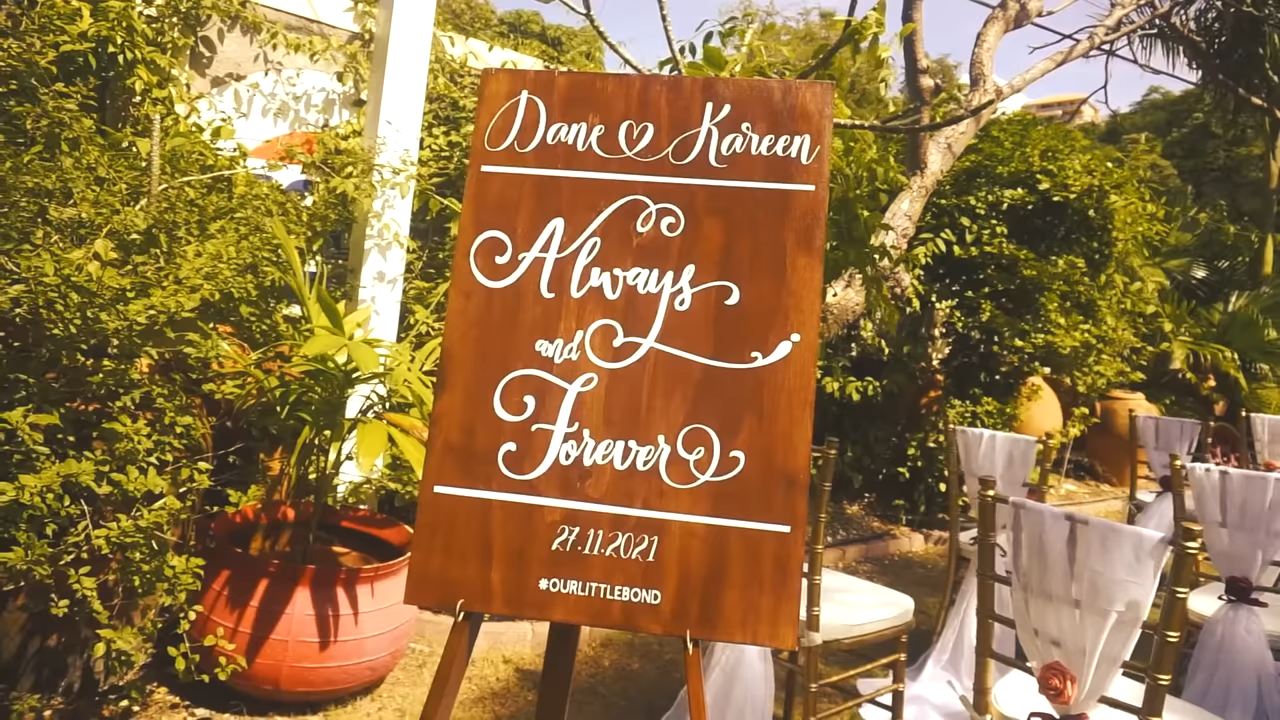 Dane Kareen
Always
and
Forever
27.11.2021
#OURLITTLEBOND